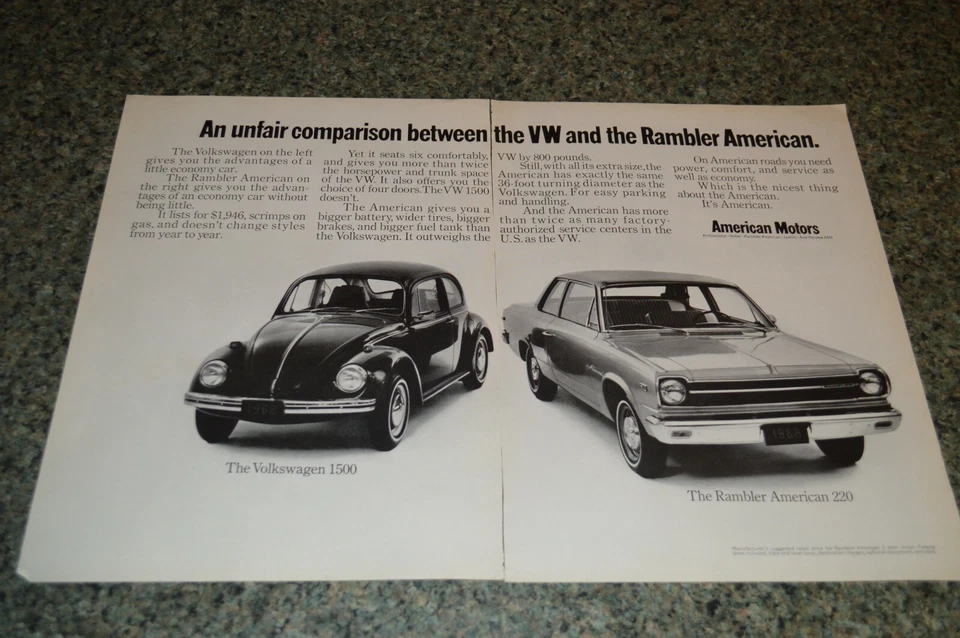 An unfair comparison between the VW and the Rambler American.
The Volkswagen on the left
gives you the advantages of a
little economy car.
The Rambler American on
the right gives you the advan-
tages of an economy car without
being little.
It lists for $1,946, scrimps on
gas, and doesn't change styles
from year to year.
Yet it seats six comfortably,
and gives you more than twice
the horsepower and trunk space
of the VW. It also offers you the
choice of four doors. The VW 1500
doesn't.
The American gives you a
bigger battery, wider tires, bigger
brakes, and bigger fuel tank than
the Volkswagen. It outweighs the
VW by 800 pounds.
Still, with all its extra size, the
American has exactly the same
36-foot turning diameter as the
Volkswagen. For easy parking
and handling.
And the American has more
than twice as many factory-
authorized service centers in the
U.S. as the VW.
On American roads you need
power, comfort, and service as
well as economy.
Which is the nicest thing
about the American.
It's American.
American Motors
1968
1968
The Volkswagen 1500
The Rambler American 220